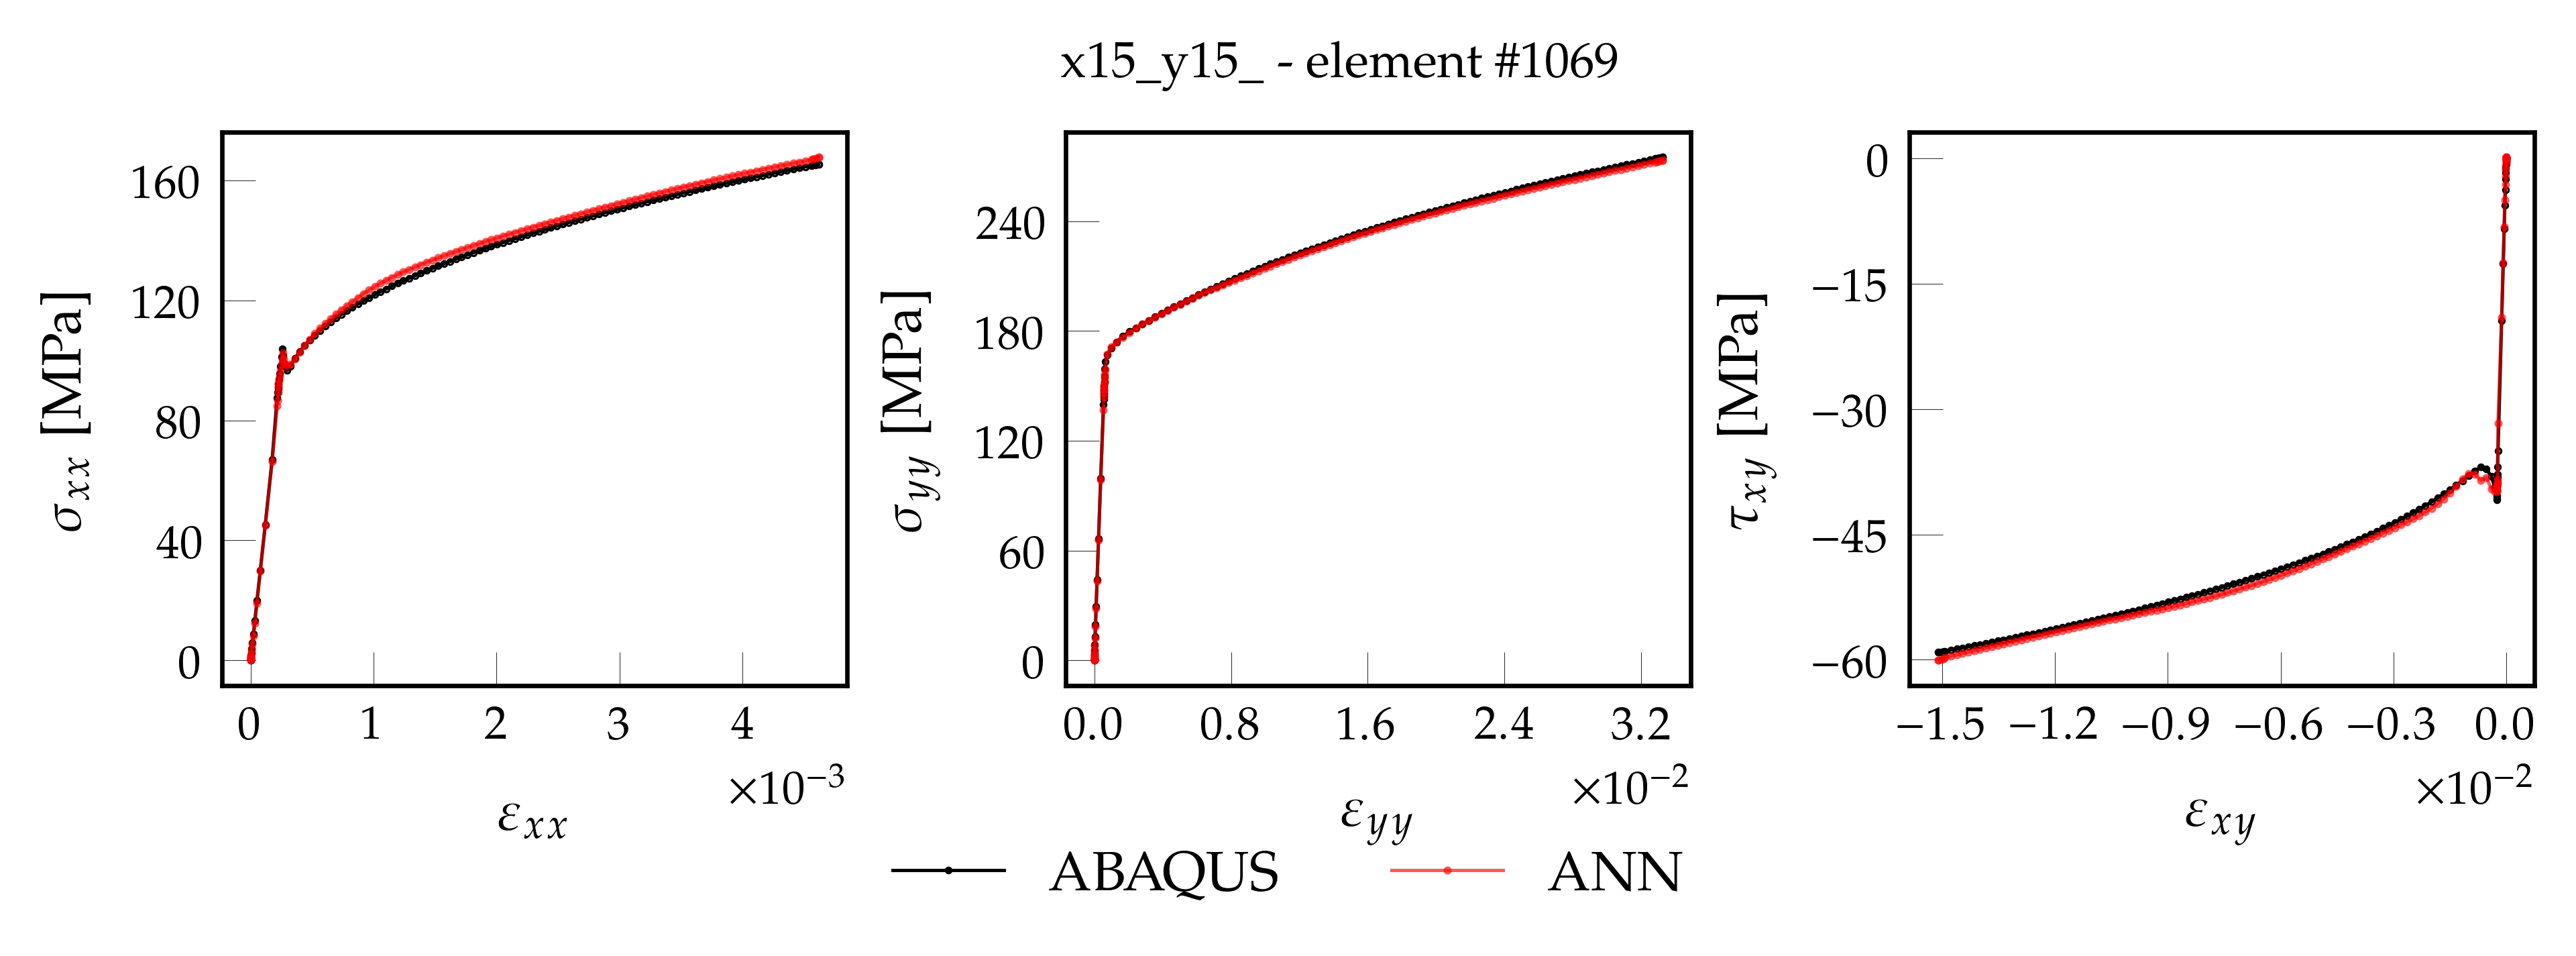 x15_y15_ - element #1069
σxx [MPa]
160
120
80
40
0
0 1 2 3 4
×10−3
εxx
σyy [MPa]
240
180
120
60
0
0.0 0.8 1.6 2.4 3.2
×10−2
εyy
τxy [MPa]
0
−15
−30
−45
−60
−1.5 −1.2 −0.9 −0.6 −0.3 0.0
×10−2
εxy
ABAQUS ANN